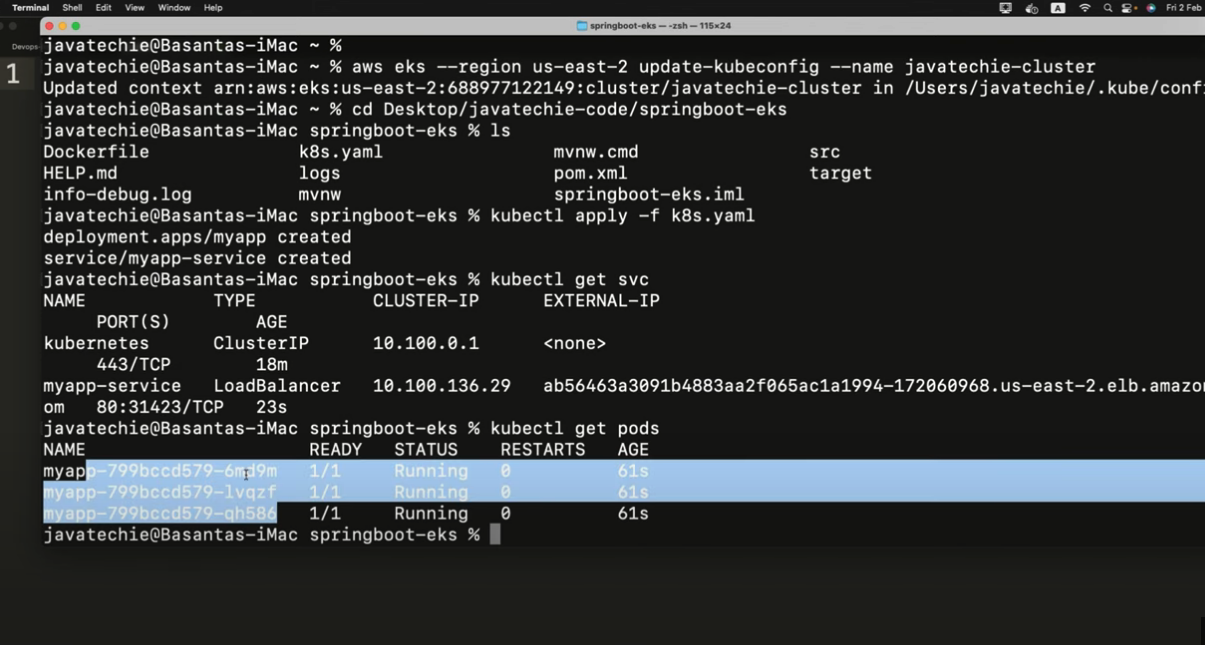 Terminal Shell Edit View Window Help A Fri 2 Feb
springboot-eks — -zsh — 115×24
Devops-
1
javatechie@Basantas-iMac ~ %
javatechie@Basantas-iMac ~ % aws eks --region us-east-2 update-kubeconfig --name javatechie-cluster
Updated context arn:aws:eks:us-east-2:688977122149:cluster/javatechie-cluster in /Users/javatechie/.kube/conf
javatechie@Basantas-iMac ~ % cd Desktop/javatechie-code/springboot-eks
javatechie@Basantas-iMac springboot-eks % ls
Dockerfile k8s.yaml mvnw.cmd src
HELP.md logs pom.xml target
info-debug.log mvnw springboot-eks.iml
javatechie@Basantas-iMac springboot-eks % kubectl apply -f k8s.yaml
deployment.apps/myapp created
service/myapp-service created
javatechie@Basantas-iMac springboot-eks % kubectl get svc
NAME TYPE CLUSTER-IP EXTERNAL-IP
PORT(S) AGE
kubernetes ClusterIP 10.100.0.1 <none>
443/TCP 18m
myapp-service LoadBalancer 10.100.136.29 ab56463a3091b4883aa2f065ac1a1994-172060968.us-east-2.elb.amazo
om 80:31423/TCP 23s
javatechie@Basantas-iMac springboot-eks % kubectl get pods
NAME READY STATUS RESTARTS AGE
myapp-799bccd579-6md9m 1/1 Running 0 61s
myapp-799bccd579-lvqzf 1/1 Running 0 61s
myapp-799bccd579-qh586 1/1 Running 0 61s
javatechie@Basantas-iMac springboot-eks %